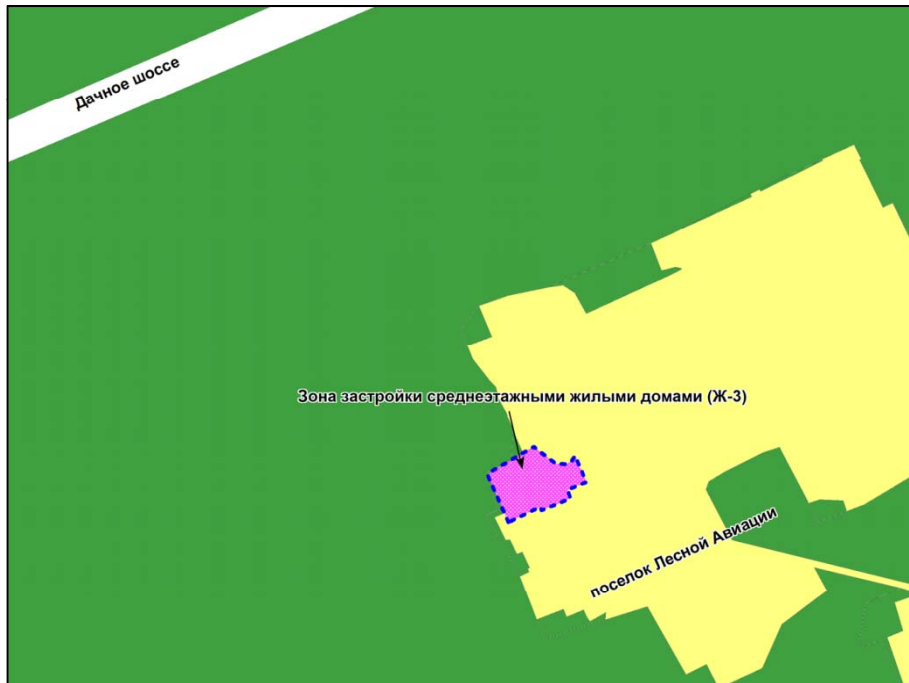 Дачное шоссе
Зона застройки среднеэтажными жилыми домами (Ж-3)
поселок Лесной Авиации